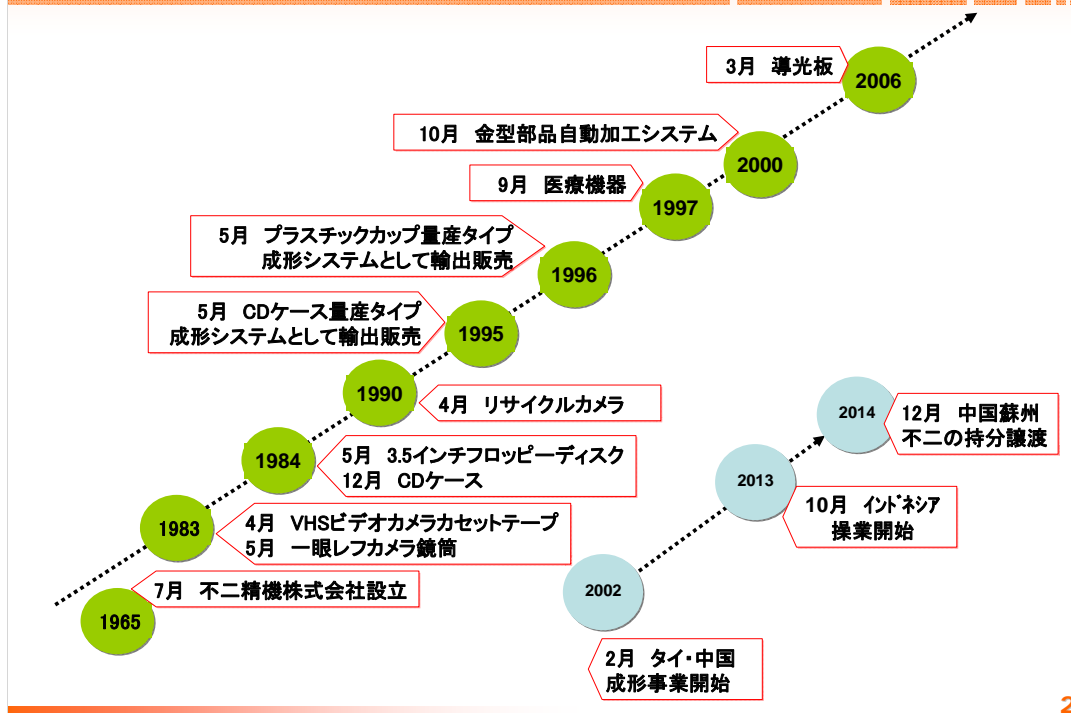 3月 導光板
2006
10月 金型部品自動加工システム
2000
9月 医療機器
1997
5月 プラスチックカップ量産タイプ
成形システムとして輸出販売
1996
5月 CDケース量産タイプ
成形システムとして輸出販売
1995
1990
4月 リサイクルカメラ
1984
5月 3.5インチフロッピーディスク
12月 CDケース
1983
4月 VHSビデオカメラカセットテープ
5月 一眼レフカメラ鏡筒
7月 不二精機株式会社設立
1965
2014
12月 中国蘇州
不二の持分譲渡
2013
10月 インドネシア
操業開始
2002
2月 タイ・中国
成形事業開始
2